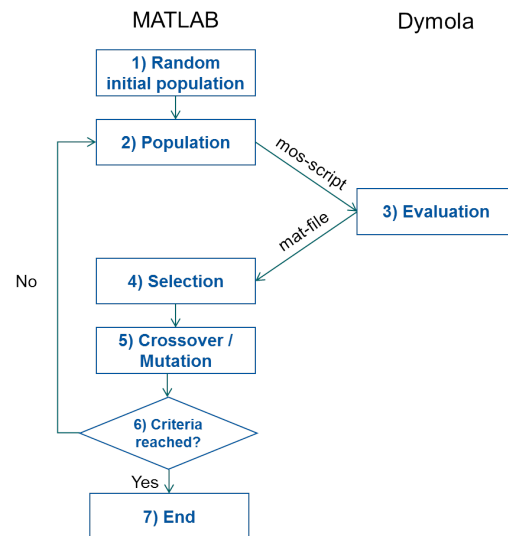 MATLAB
Dymola
1) Random
initial population
2) Population
mos-script
3) Evaluation
mat-file
No
4) Selection
5) Crossover /
Mutation
6) Criteria
reached?
Yes
7) End